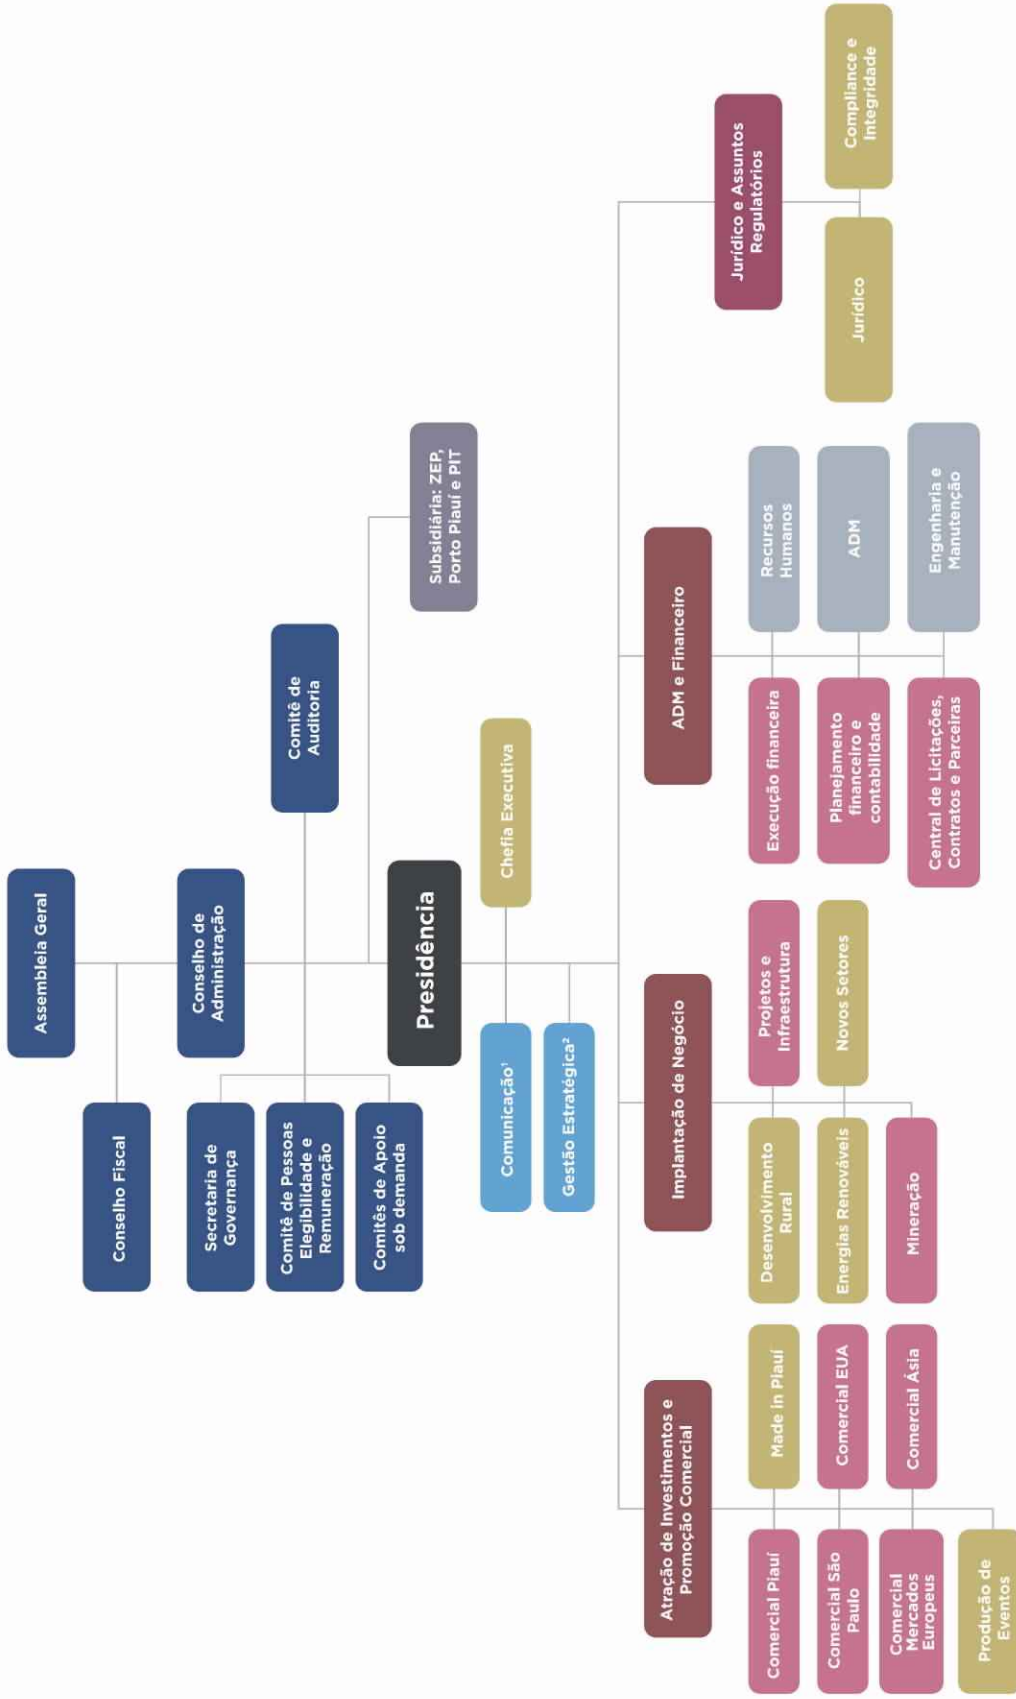 Assembleia Geral
Conselho Fiscal
Conselho de
Administração
Secretaria de
Governança
Comitê de Pessoas
Elegibilidade e
Remuneração
Comitês de Apoio
sob demanda
Comitê de
Auditoria
Subsidiária: ZEP,
Porto Piauí e PIT
Presidência
Comunicação¹
Chefia Executiva
Gestão Estratégica²
Atração de Investimentos e
Promoção Comercial
Comercial Piauí
Made in Piauí
Comercial São
Paulo
Comercial EUA
Comercial
Mercados
Europeus
Comercial Ásia
Produção de
Eventos
Implantação de Negócio
Desenvolvimento
Rural
Projetos e
Infraestrutura
Energias Renováveis
Novos Setores
Mineração
ADM e Financeiro
Execução financeira
Recursos
Humanos
Planejamento
financeiro e
contabilidade
ADM
Central de Licitações,
Contratos e Parceiras
Engenharia e
Manutenção
Jurídico e Assuntos
Regulatórios
Jurídico
Compliance e
Integridade